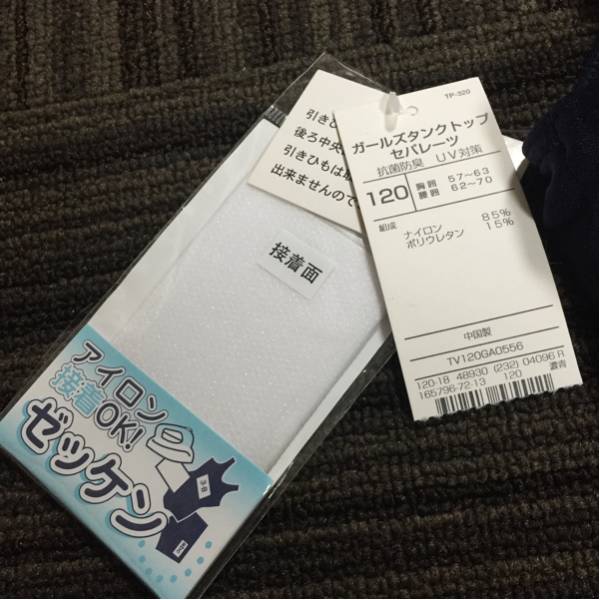 TP-320
ガールズタンクトップ
セパレーツ
抗菌防臭 UV対策
120
胸囲 57~63
腰囲 62~70
組成 ナイロン 85%
ポリウレタン 15%
中国製
TV120GA0556
120-18 48930 (232) 04096 R
165796-72-13 120 濃青
引き
後ろ中央
引きひもは
出来ませんので
接着面
アイロン
接着OK!
ゼッケン